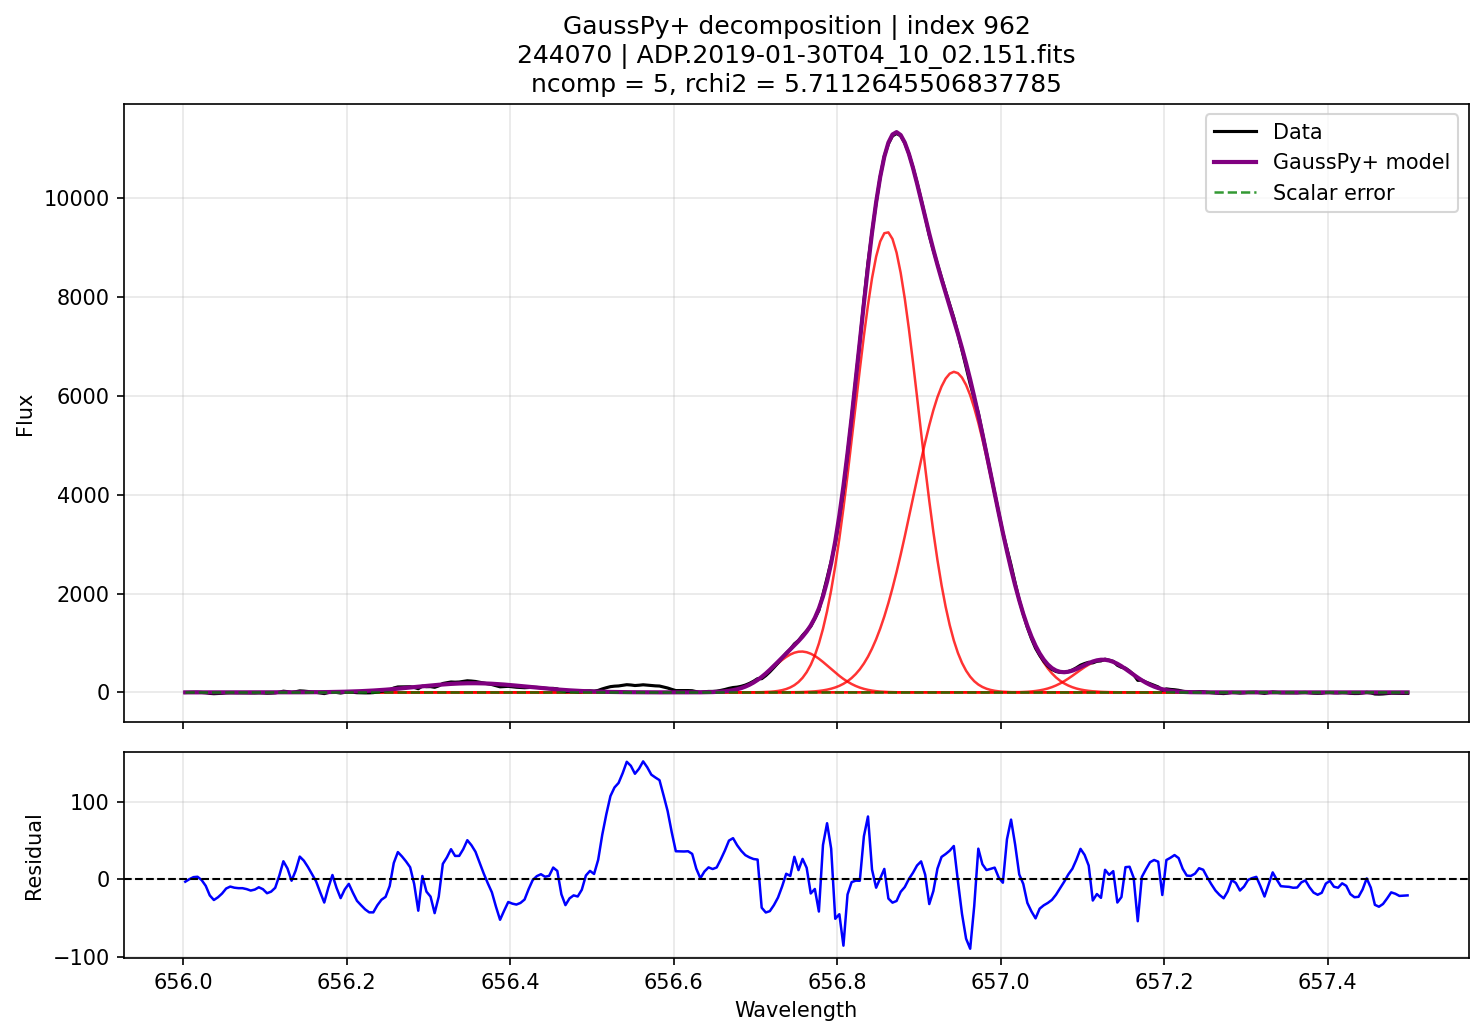 GaussPy+ decomposition | index 962
244070 | ADP.2019-01-30T04_10_02.151.fits
ncomp = 5, rchi2 = 5.7112645506837785
Data
GaussPy+ model
Scalar error
Flux
10000
8000
6000
4000
2000
0
Residual
100
0
−100
656.0 656.2 656.4 656.6 656.8 657.0 657.2 657.4
Wavelength